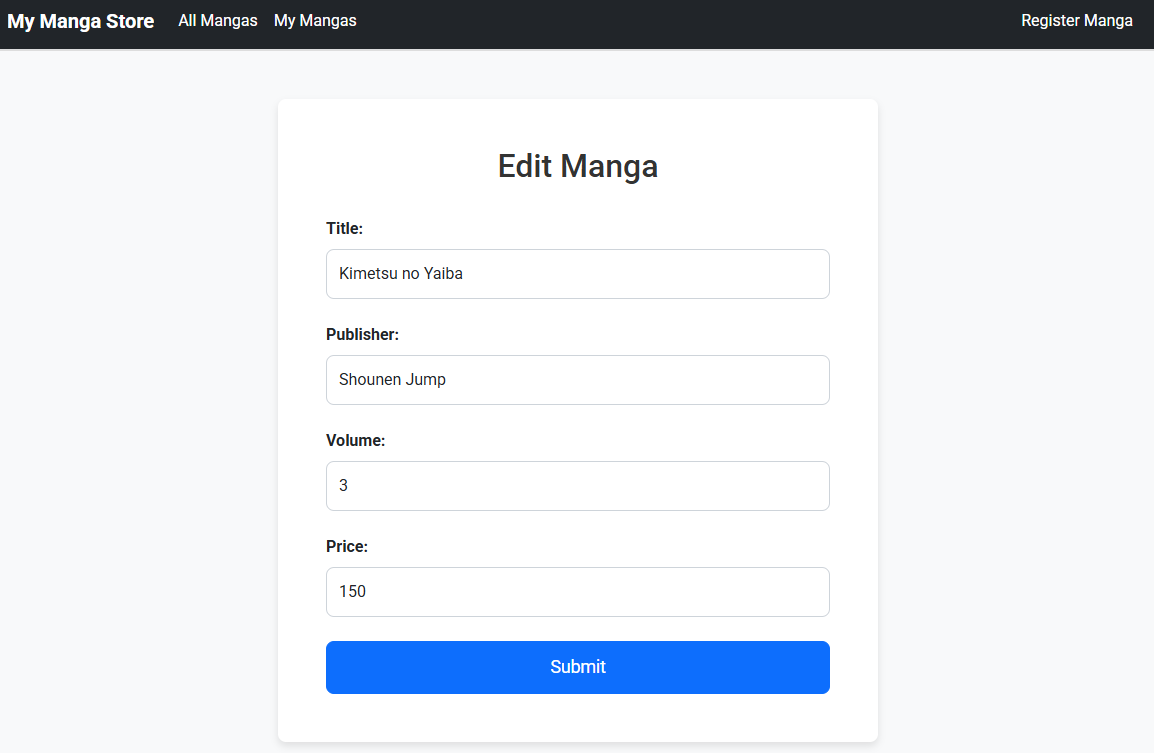 My Manga Store All Mangas My Mangas Register Manga
Edit Manga
Title:
Kimetsu no Yaiba
Publisher:
Shounen Jump
Volume:
3
Price:
150
Submit